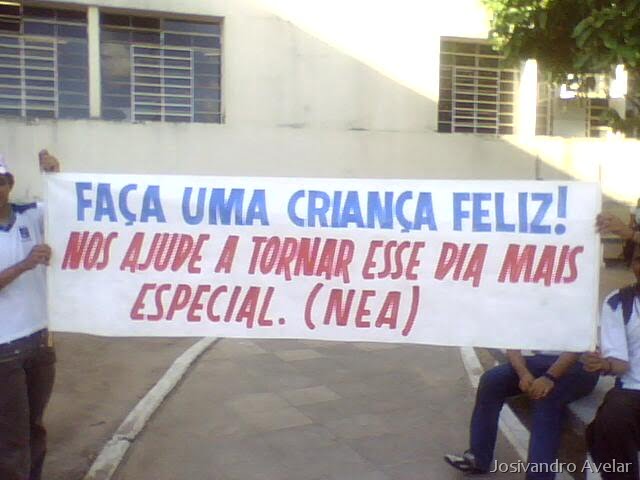 FAÇA UMA CRIANÇA FELIZ!
NOS AJUDE A TORNAR ESSE DIA MAIS
ESPECIAL. (NEA)
Josivandro Avelar